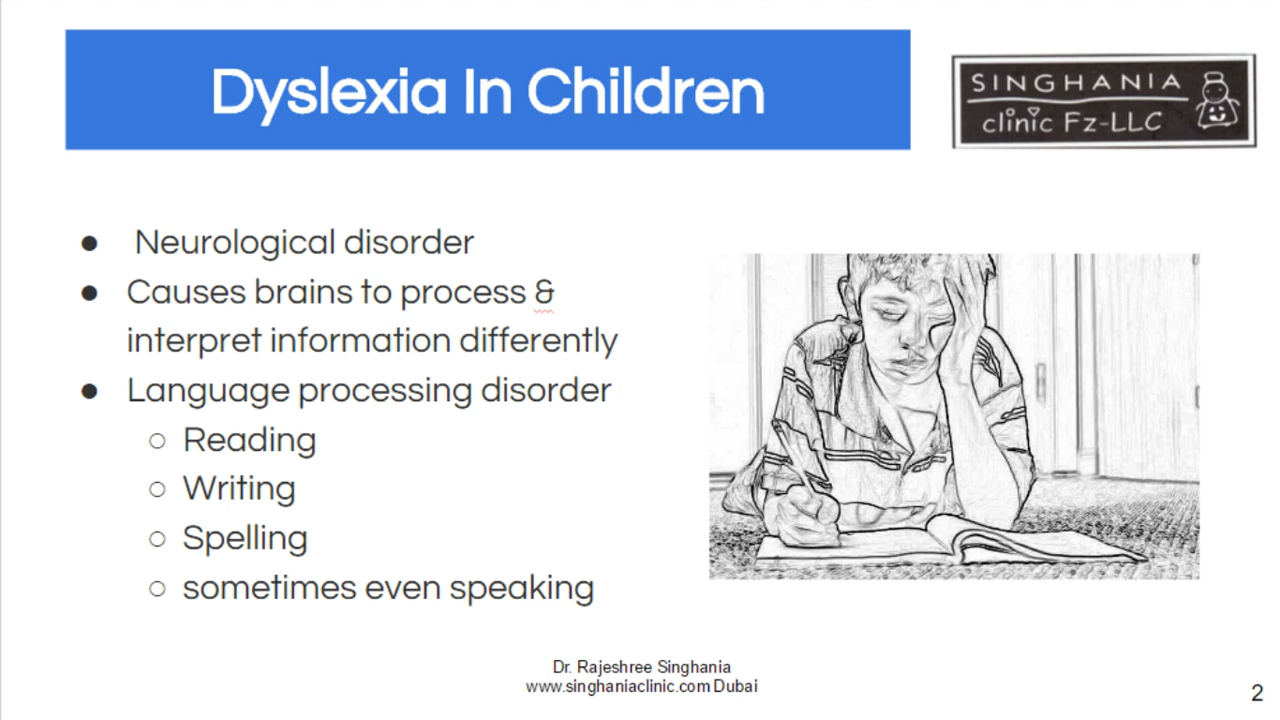 Dyslexia In Children
SINGHANIA
clinic Fz-LLC
● Neurological disorder
● Causes brains to process &
interpret information differently
● Language processing disorder
○ Reading
○ Writing
○ Spelling
○ sometimes even speaking
Dr. Rajeshree Singhania
www.singhaniaclinic.com Dubai
2